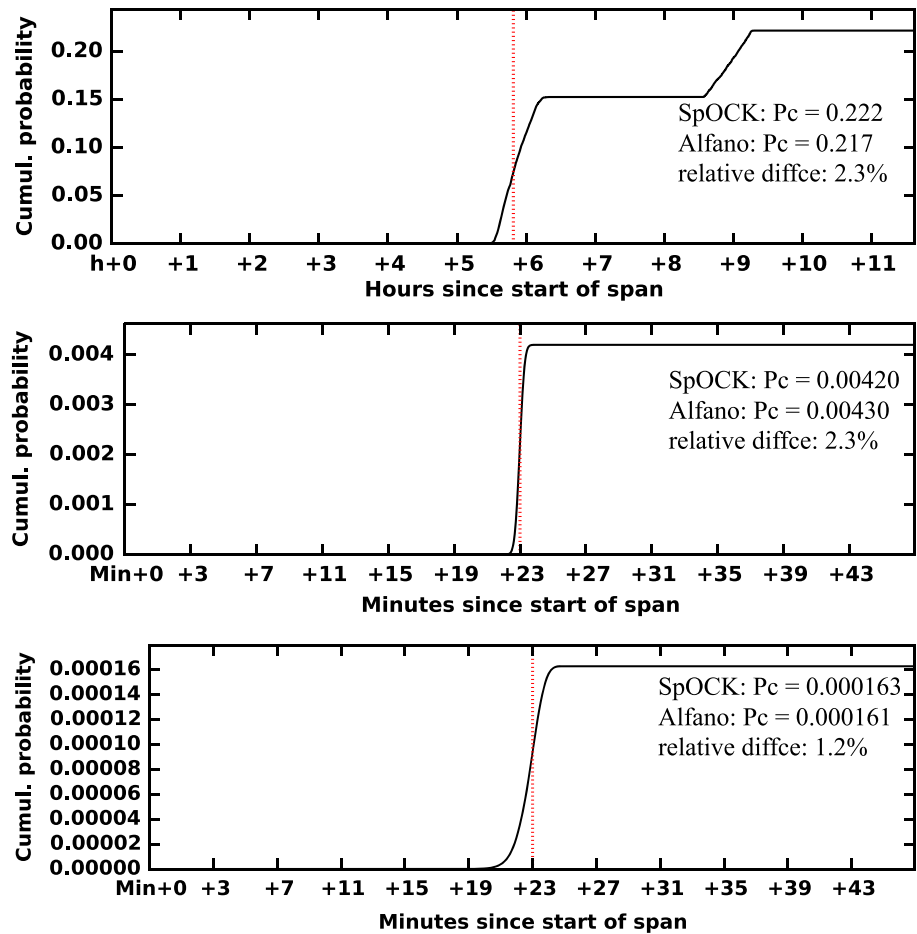 Cumul. probability
0.20
0.15
0.10
0.05
0.00
SpOCK: Pc = 0.222
Alfano: Pc = 0.217
relative diffce: 2.3%
h+0 +1 +2 +3 +4 +5 +6 +7 +8 +9 +10 +11
Hours since start of span
Cumul. probability
0.004
0.003
0.002
0.001
0.000
SpOCK: Pc = 0.00420
Alfano: Pc = 0.00430
relative diffce: 2.3%
Min+0 +3 +7 +11 +15 +19 +23 +27 +31 +35 +39 +43
Minutes since start of span
Cumul. probability
0.00016
0.00014
0.00012
0.00010
0.00008
0.00006
0.00004
0.00002
0.00000
SpOCK: Pc = 0.000163
Alfano: Pc = 0.000161
relative diffce: 1.2%
Min+0 +3 +7 +11 +15 +19 +23 +27 +31 +35 +39 +43
Minutes since start of span